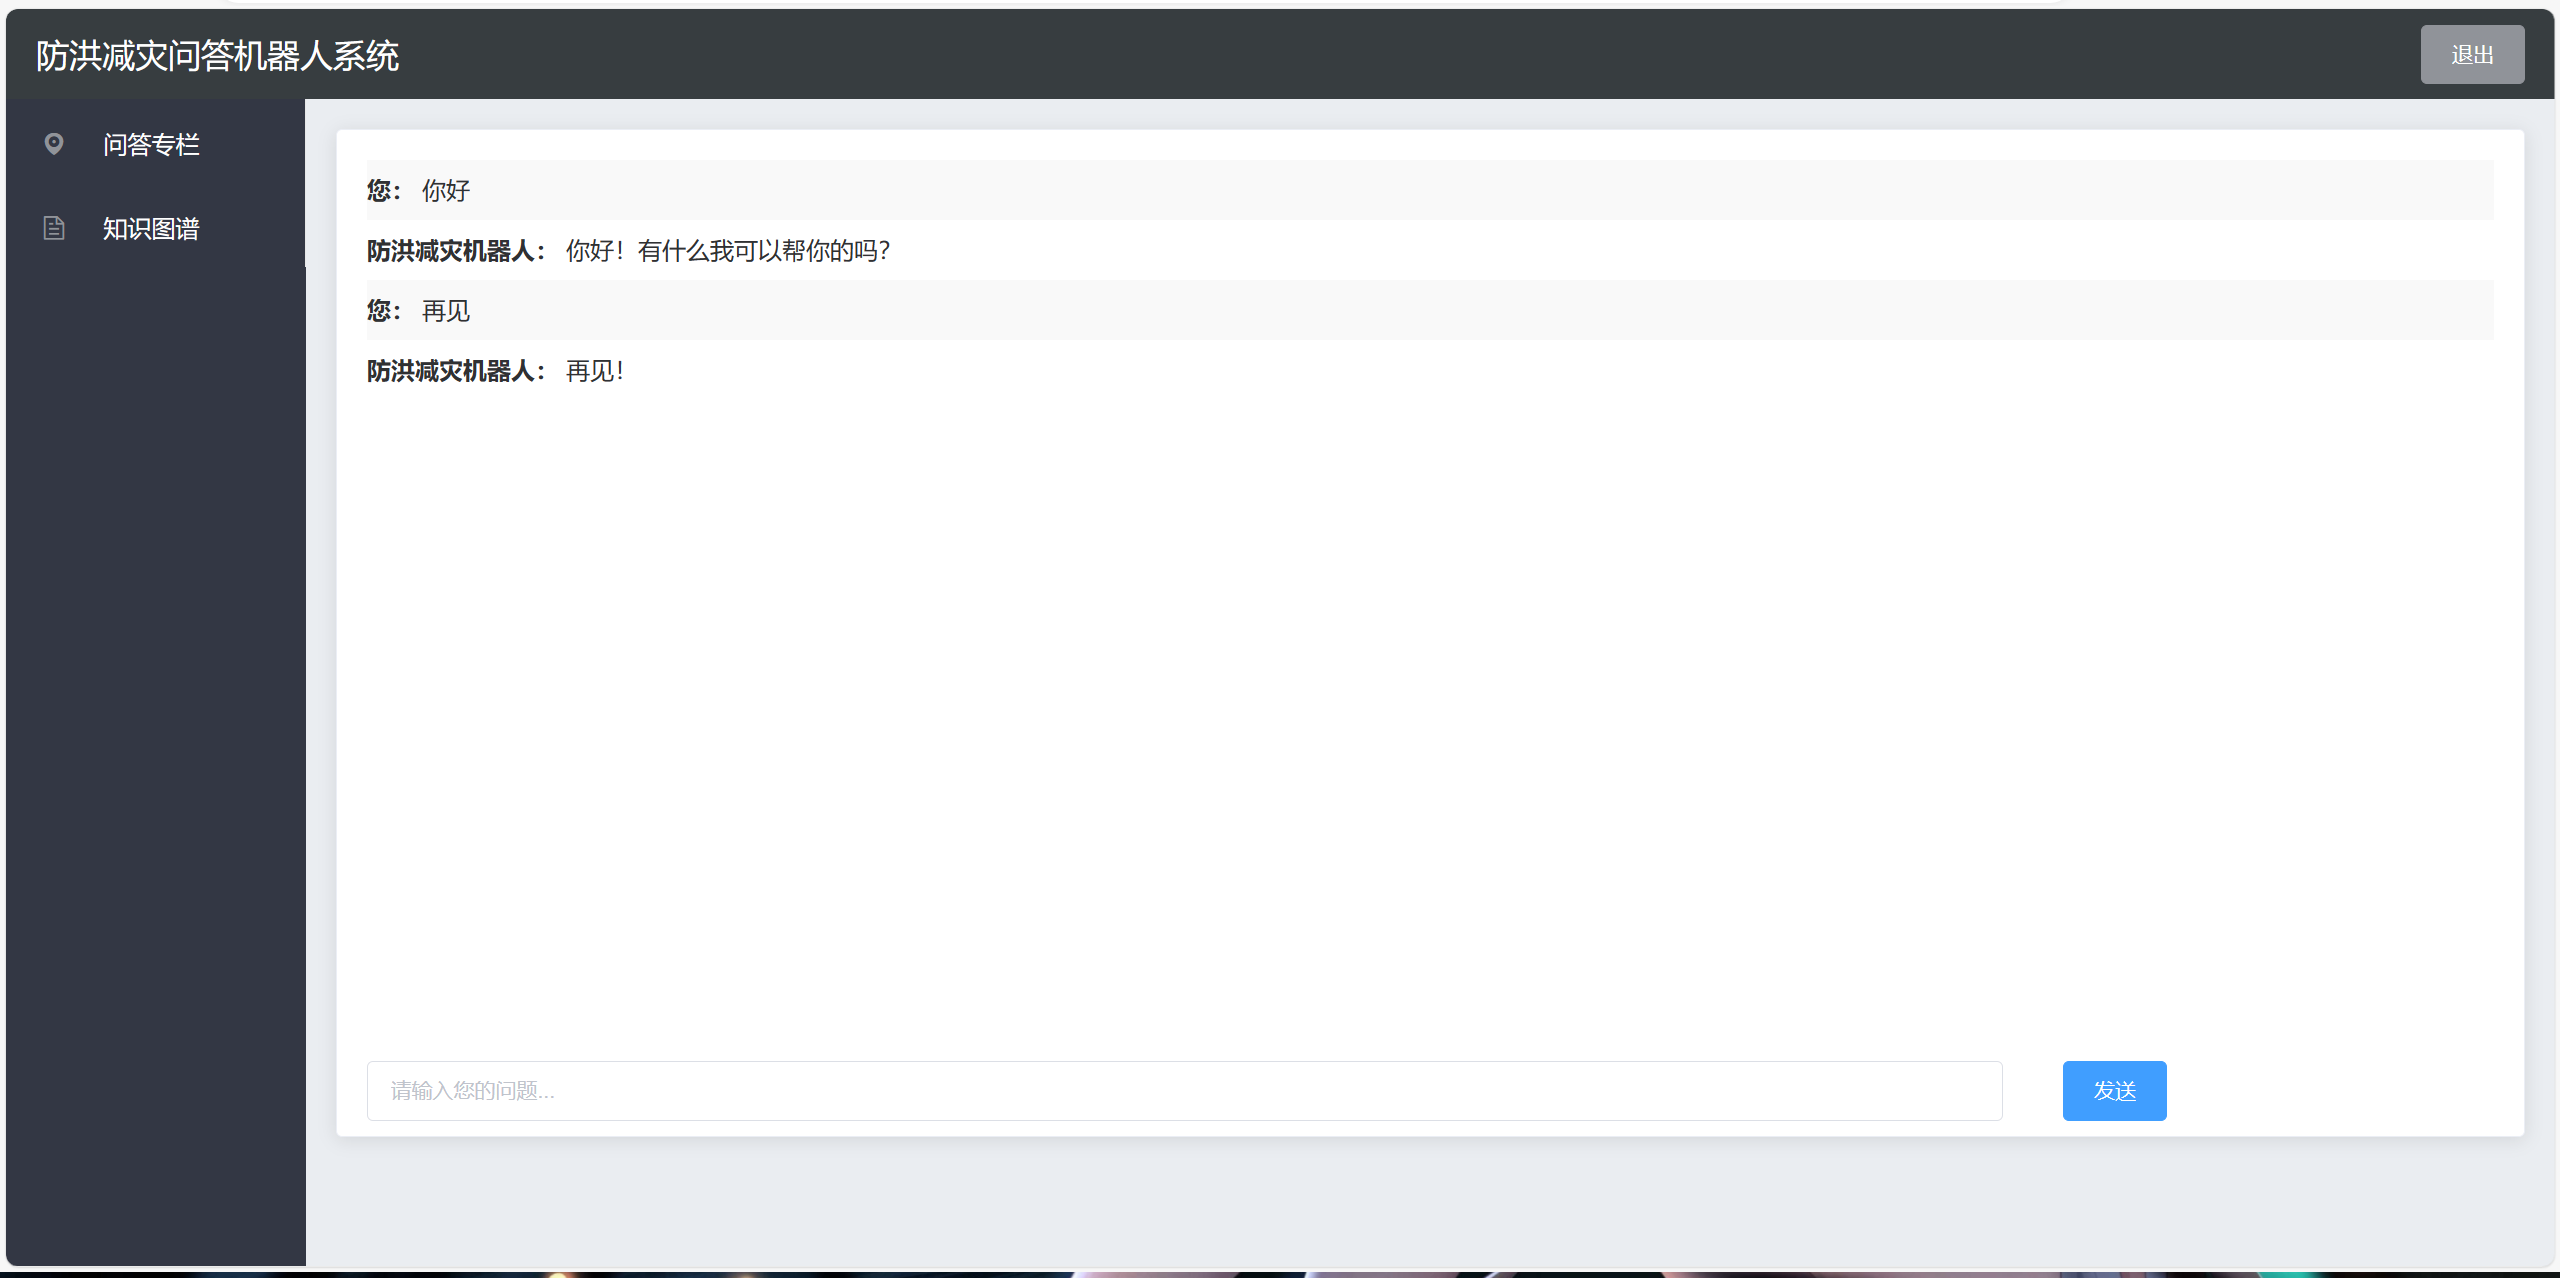 防洪减灾问答机器人系统
退出
问答专栏
知识图谱
您： 你好
防洪减灾机器人： 你好！有什么我可以帮你的吗？
您： 再见
防洪减灾机器人： 再见！
请输入您的问题...
发送